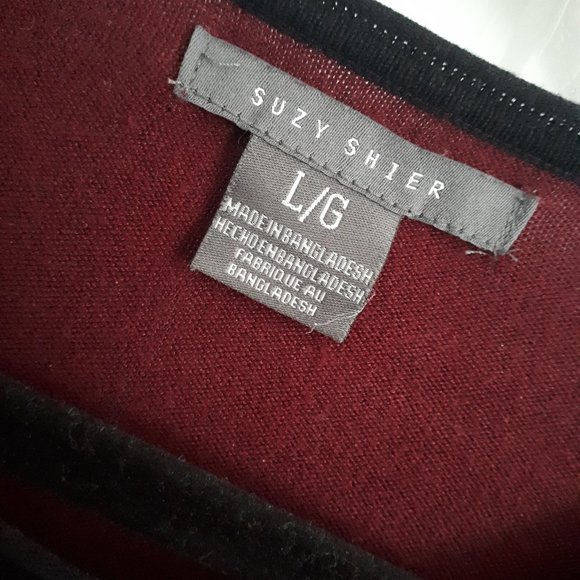 SUZY SHIER
L/G
MADE IN BANGLADESH
HECHO EN BANGLADESH
FABRIQUE AU
BANGLADESH